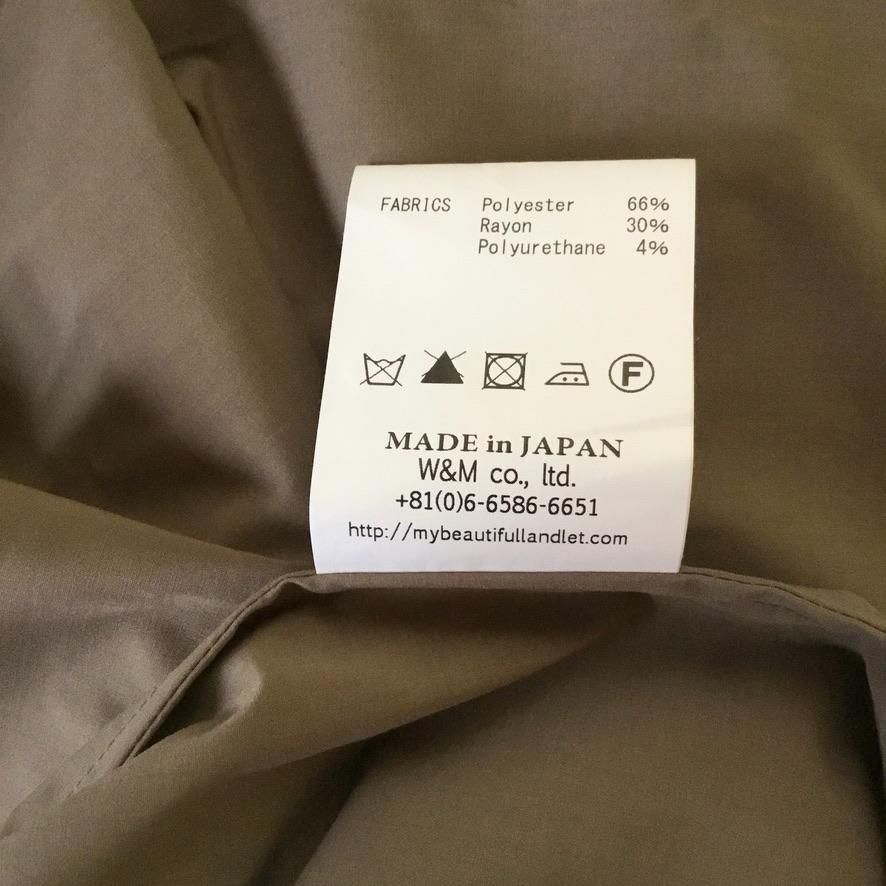 FABRICS Polyester 66%
Rayon 30%
Polyurethane 4%
F
MADE in JAPAN
W&M co., ltd.
+81(0)6-6586-6651
http://mybeautifullandlet.com